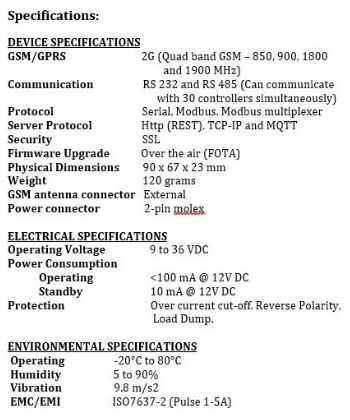 Specifications:
DEVICE SPECIFICATIONS
GSM/GPRS 2G (Quad band GSM – 850, 900, 1800
and 1900 MHz)
Communication RS 232 and RS 485 (Can communicate
with 30 controllers simultaneously)
Protocol Serial, Modbus, Modbus multiplexer
Server Protocol Http (REST), TCP-IP and MQTT
Security SSL
Firmware Upgrade Over the air (FOTA)
Physical Dimensions 90 x 67 x 23 mm
Weight 120 grams
GSM antenna connector External
Power connector 2-pin molex
ELECTRICAL SPECIFICATIONS
Operating Voltage 9 to 36 VDC
Power Consumption
Operating <100 mA @ 12V DC
Standby 10 mA @ 12V DC
Protection Over current cut-off, Reverse Polarity,
Load Dump.
ENVIRONMENTAL SPECIFICATIONS
Operating -20°C to 80°C
Humidity 5 to 90%
Vibration 9.8 m/s2
EMC/EMI ISO7637-2 (Pulse 1-5A)